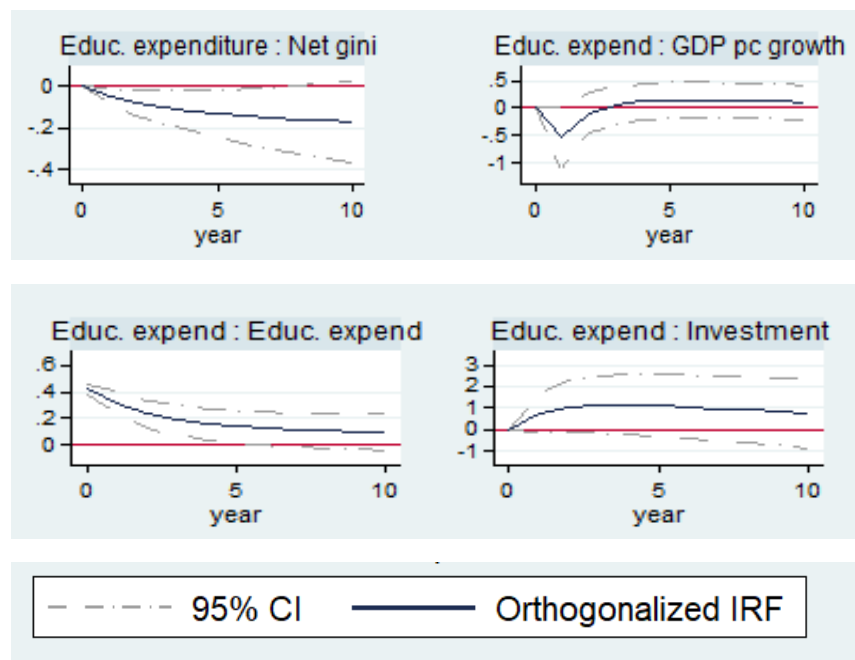 Educ. expenditure : Net gini
0
-.2
-.4
0 5 10
year
Educ. expend : GDP pc growth
.5
0
-.5
-1
0 5 10
year
Educ. expend : Educ. expend
.6
.4
.2
0
0 5 10
year
Educ. expend : Investment
3
2
1
0
-1
0 5 10
year
95% CI Orthogonalized IRF